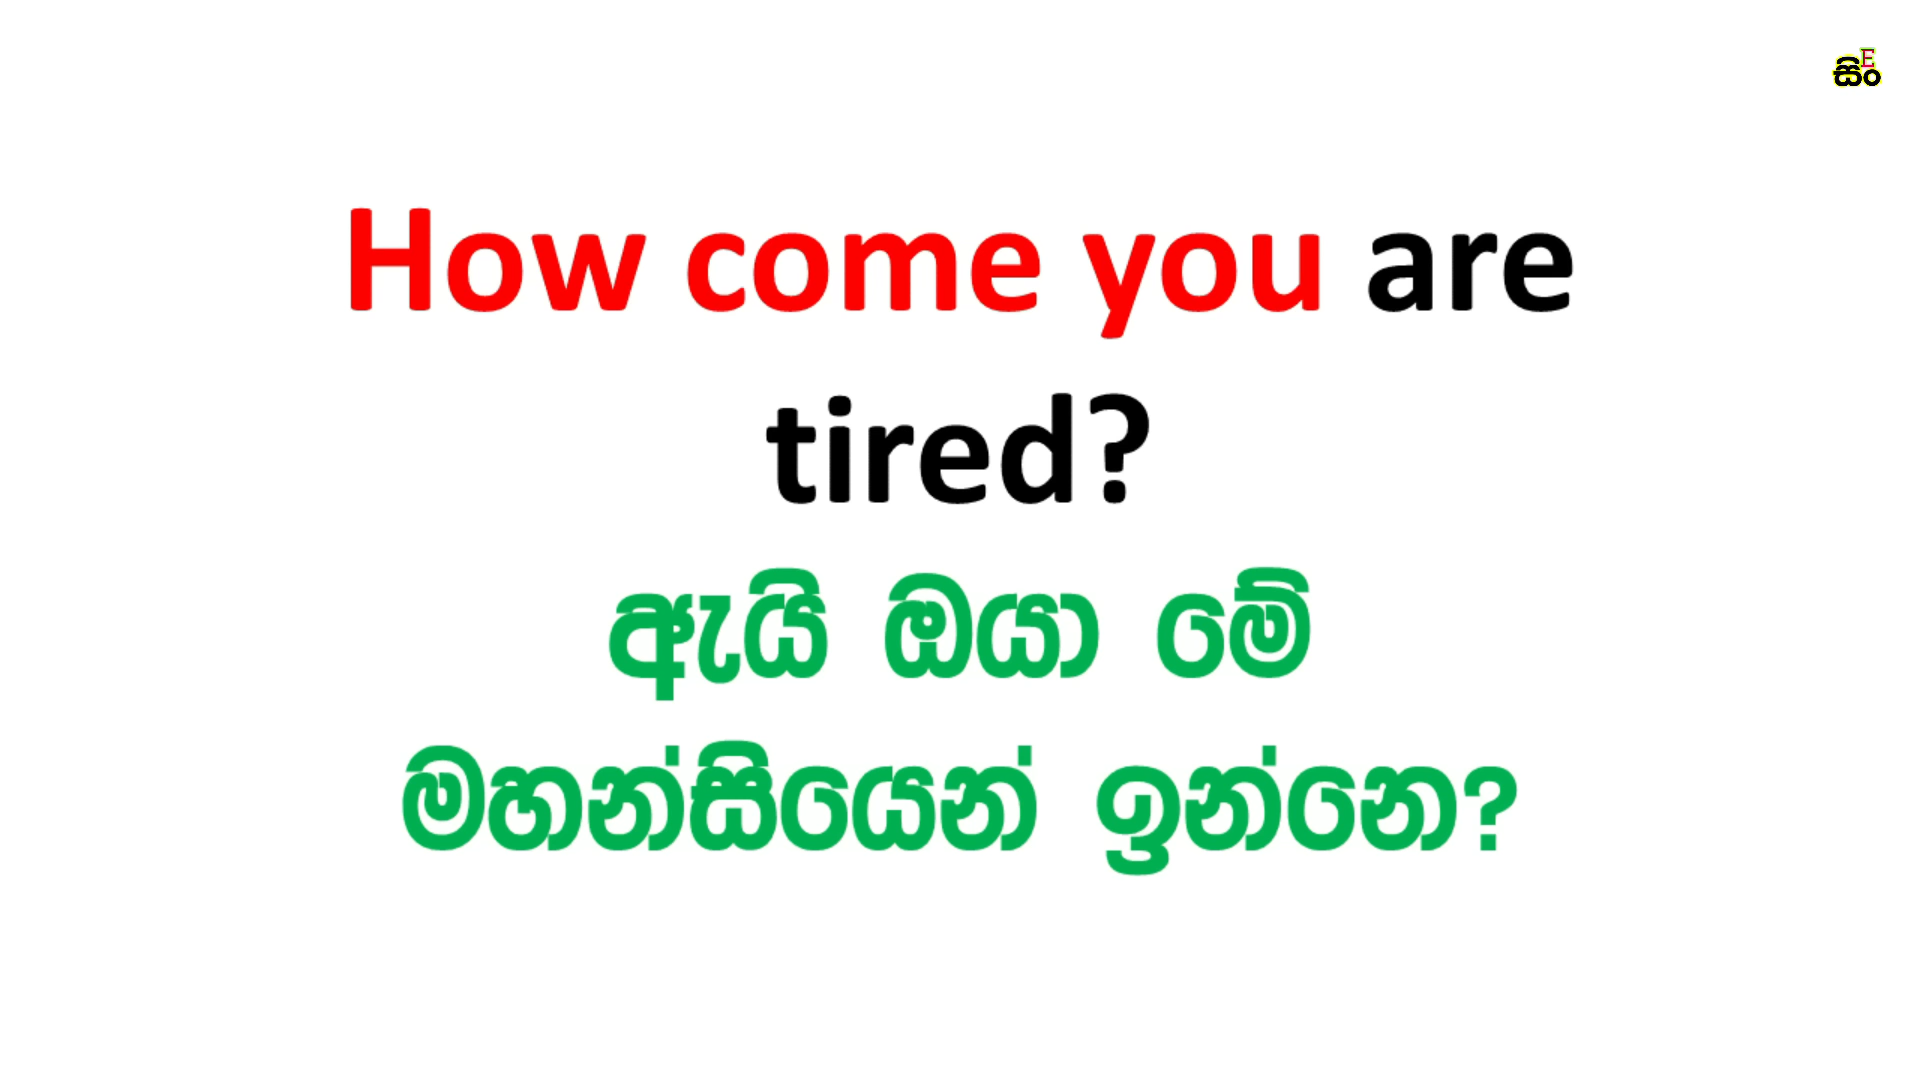 සිං
E
How come you are
tired?
ඇයි ඔයා මේ
මහන්සියෙන් ඉන්නෙ?